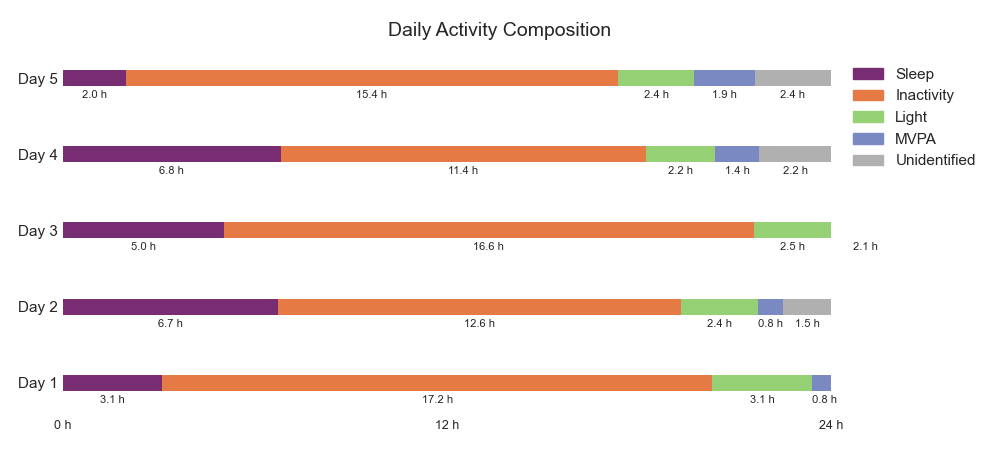 Daily Activity Composition
Day 5
2.0 h 15.4 h 2.4 h 1.9 h 2.4 h
Day 4
6.8 h 11.4 h 2.2 h 1.4 h 2.2 h
Day 3
5.0 h 16.6 h 2.5 h 2.1 h
Day 2
6.7 h 12.6 h 2.4 h 0.8 h 1.5 h
Day 1
3.1 h 17.2 h 3.1 h 0.8 h
0 h 12 h 24 h
Sleep
Inactivity
Light
MVPA
Unidentified